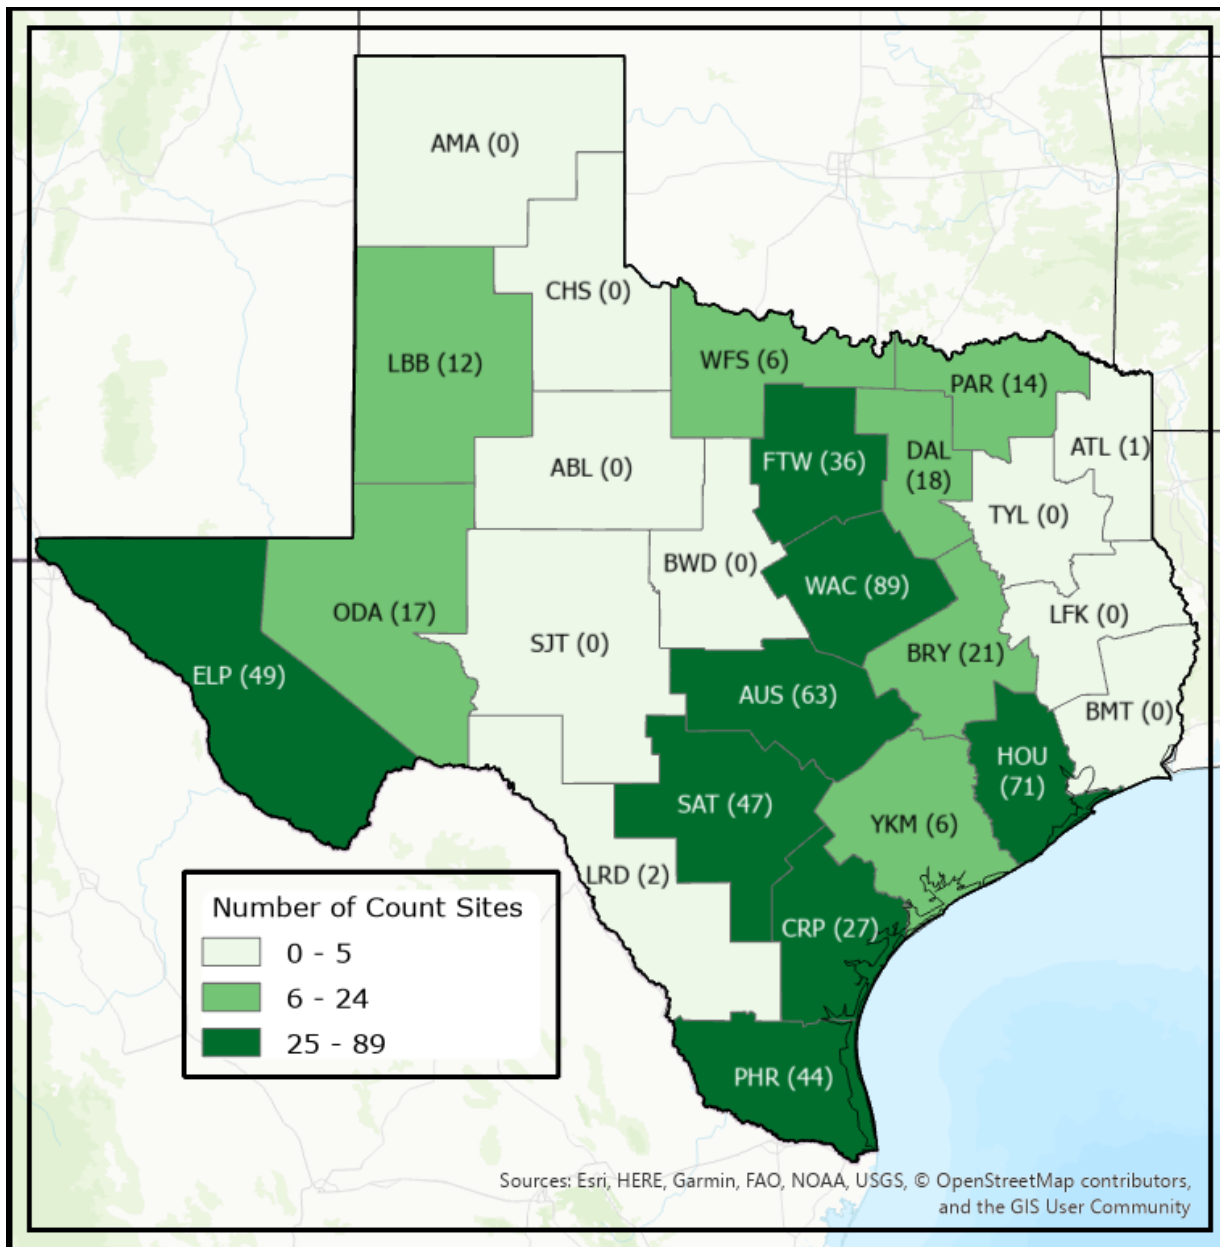 AMA (0)
CHS (0)
LBB (12)
WFS (6)
PAR (14)
ATL (1)
DAL
(18)
FTW (36)
ABL (0)
TYL (0)
BWD (0)
WAC (89)
LFK (0)
ODA (17)
SJT (0)
BRY (21)
ELP (49)
AUS (63)
BMT (0)
HOU
(71)
SAT (47)
YKM (6)
LRD (2)
CRP (27)
PHR (44)
Number of Count Sites
0 - 5
6 - 24
25 - 89
Sources: Esri, HERE, Garmin, FAO, NOAA, USGS, © OpenStreetMap contributors,
and the GIS User Community